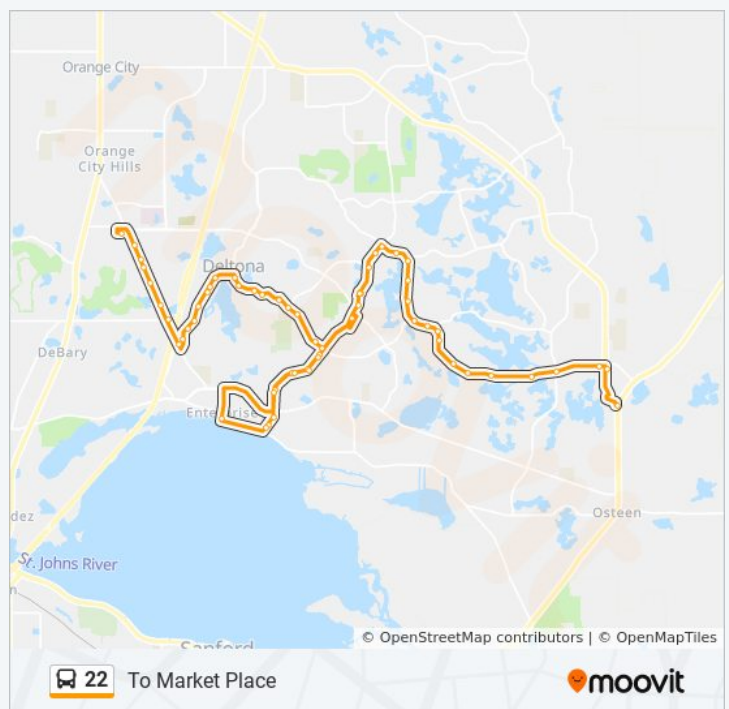 Orange City
Orange
City Hills
Deltona
DeBary
Enterprise
dez
Osteen
St. Johns River
Sanford
© OpenStreetMap contributors | © OpenMapTiles
22 To Market Place
moovit